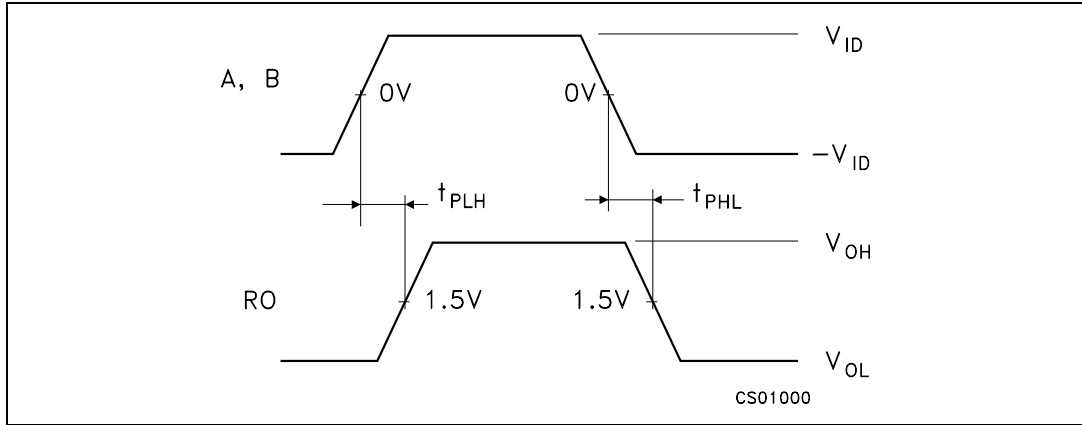 V_ID
A, B
0V 0V
-V_ID
t_PLH t_PHL
V_OH
RO 1.5V 1.5V
V_OL
CS01000